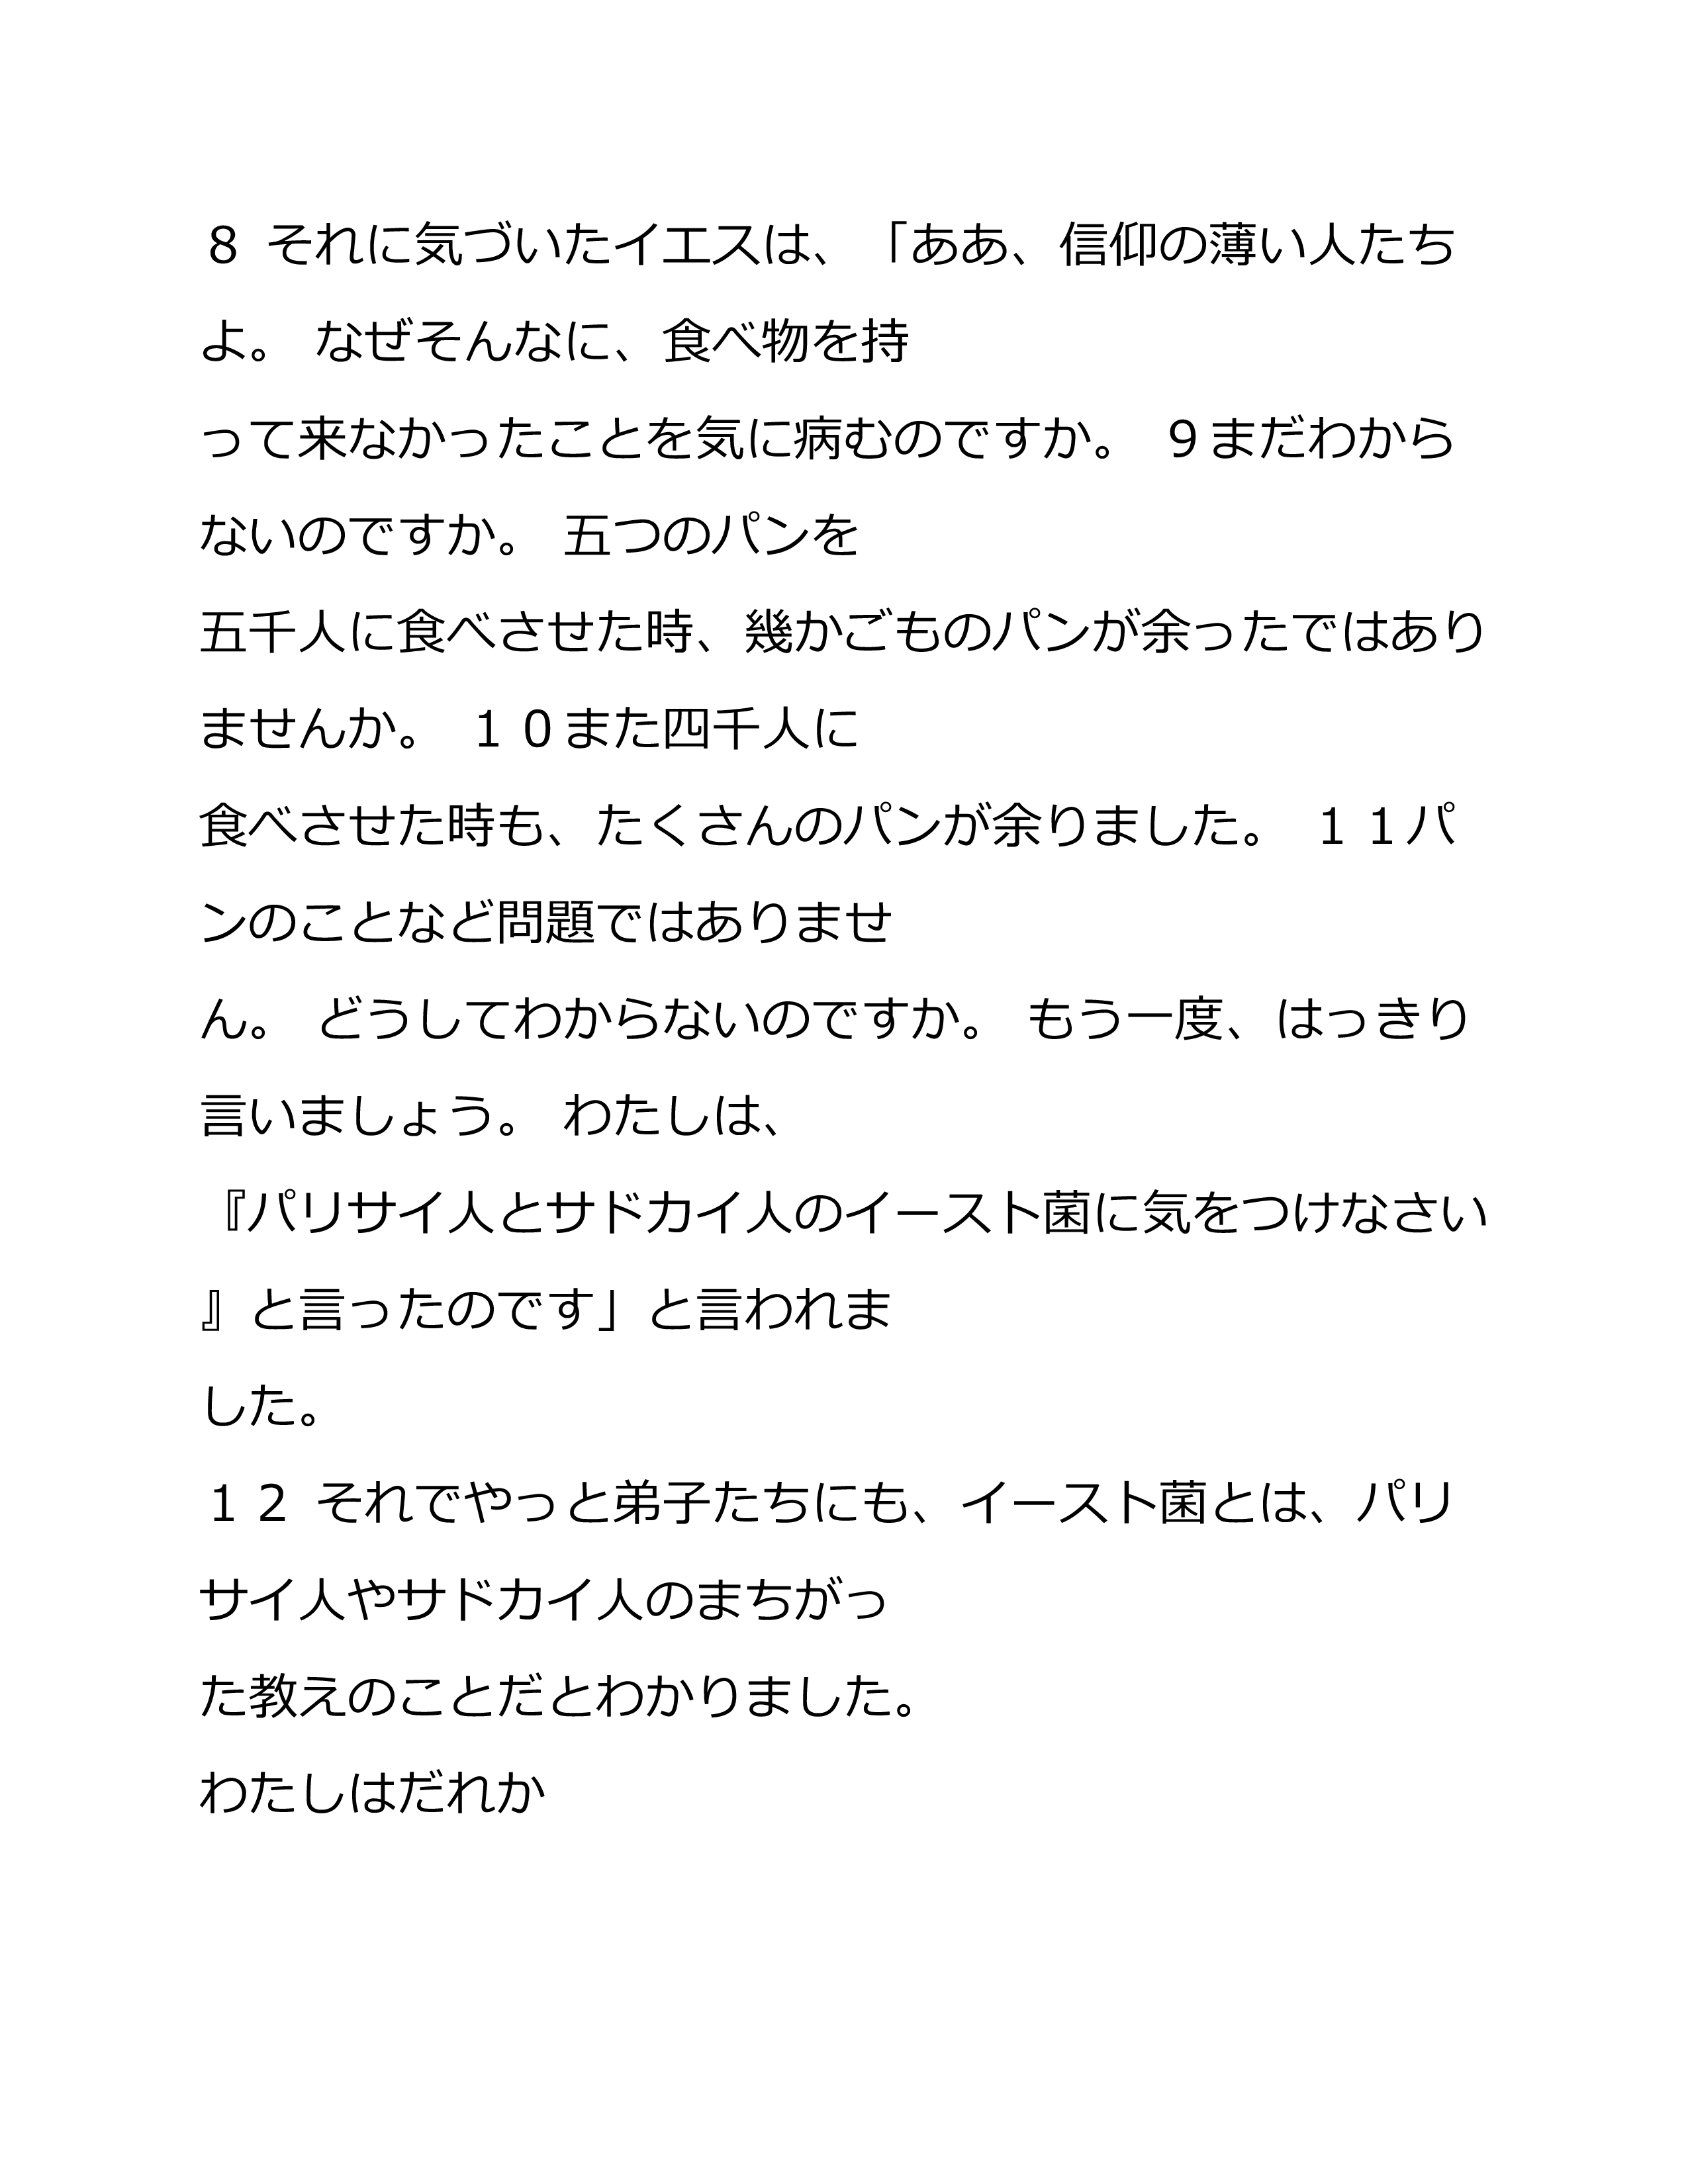 ８ それに気づいたイエスは、「ああ、信仰の薄い人たち
よ。 なぜそんなに、食べ物を持
って来なかったことを気に病むのですか。 ９まだわから
ないのですか。 五つのパンを
五千人に食べさせた時、幾かごものパンが余ったではあり
ませんか。 １０また四千人に
食べさせた時も、たくさんのパンが余りました。 １１パ
ンのことなど問題ではありませ
ん。 どうしてわからないのですか。 もう一度、はっきり
言いましょう。 わたしは、
『パリサイ人とサドカイ人のイースト菌に気をつけなさい
』と言ったのです」と言われま
した。
１２ それでやっと弟子たちにも、イースト菌とは、パリ
サイ人やサドカイ人のまちがっ
た教えのことだとわかりました。
わたしはだれか